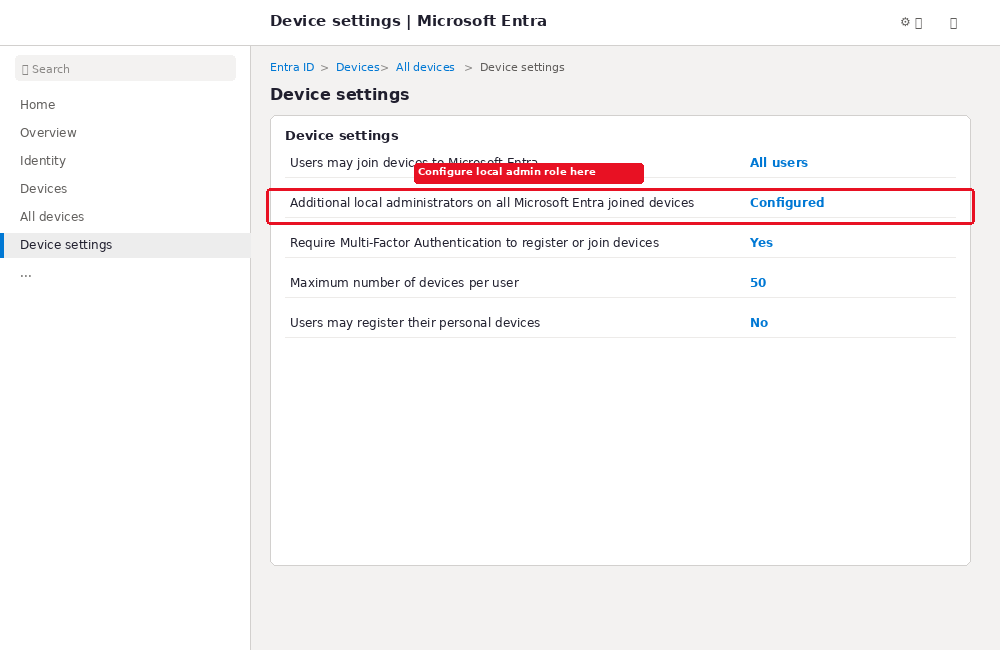 Device settings | Microsoft Entra
Search
Home
Overview
Identity
Devices
All devices
Device settings
...
Entra ID > Devices> All devices > Device settings
Device settings
Device settings
Users may join devices to Microsoft Entra All users
Configure local admin role here
Additional local administrators on all Microsoft Entra joined devices Configured
Require Multi-Factor Authentication to register or join devices Yes
Maximum number of devices per user 50
Users may register their personal devices No